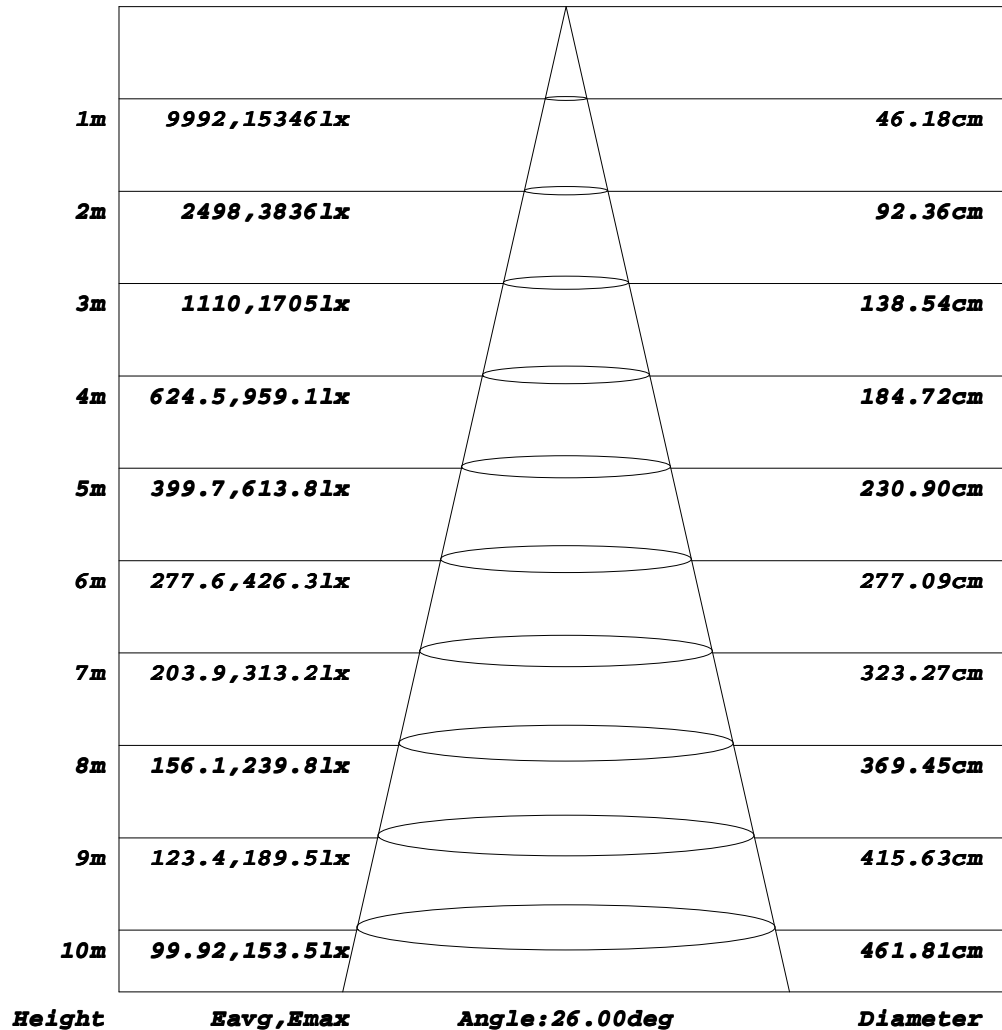 1m 9992,15346lx 46.18cm
2m 2498,3836lx 92.36cm
3m 1110,1705lx 138.54cm
4m 624.5,959.1lx 184.72cm
5m 399.7,613.8lx 230.90cm
6m 277.6,426.3lx 277.09cm
7m 203.9,313.2lx 323.27cm
8m 156.1,239.8lx 369.45cm
9m 123.4,189.5lx 415.63cm
10m 99.92,153.5lx 461.81cm
Height Eavg,Emax Angle:26.00deg Diameter